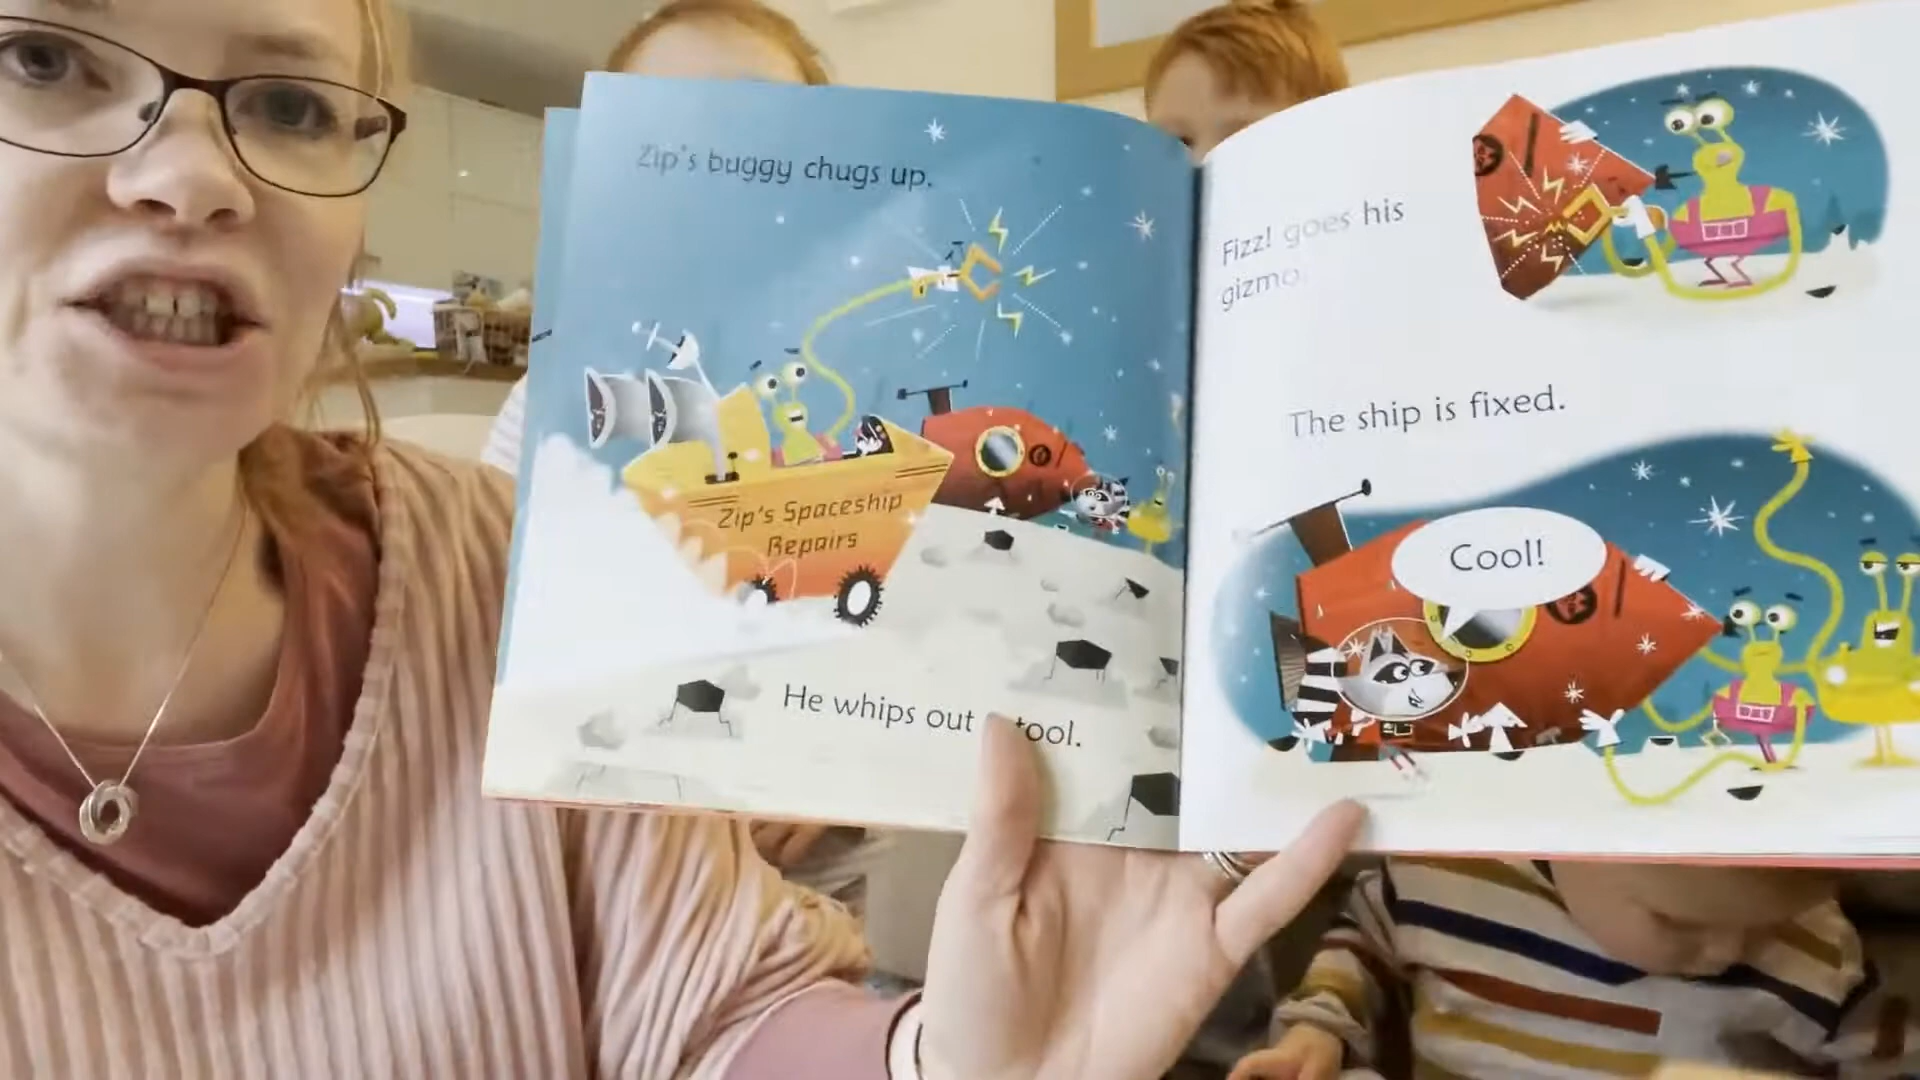 Zip's buggy chugs up.
Zip's Spaceship
Repairs
He whips out tool.
Fizz! goes his
gizmo.
The ship is fixed.
Cool!